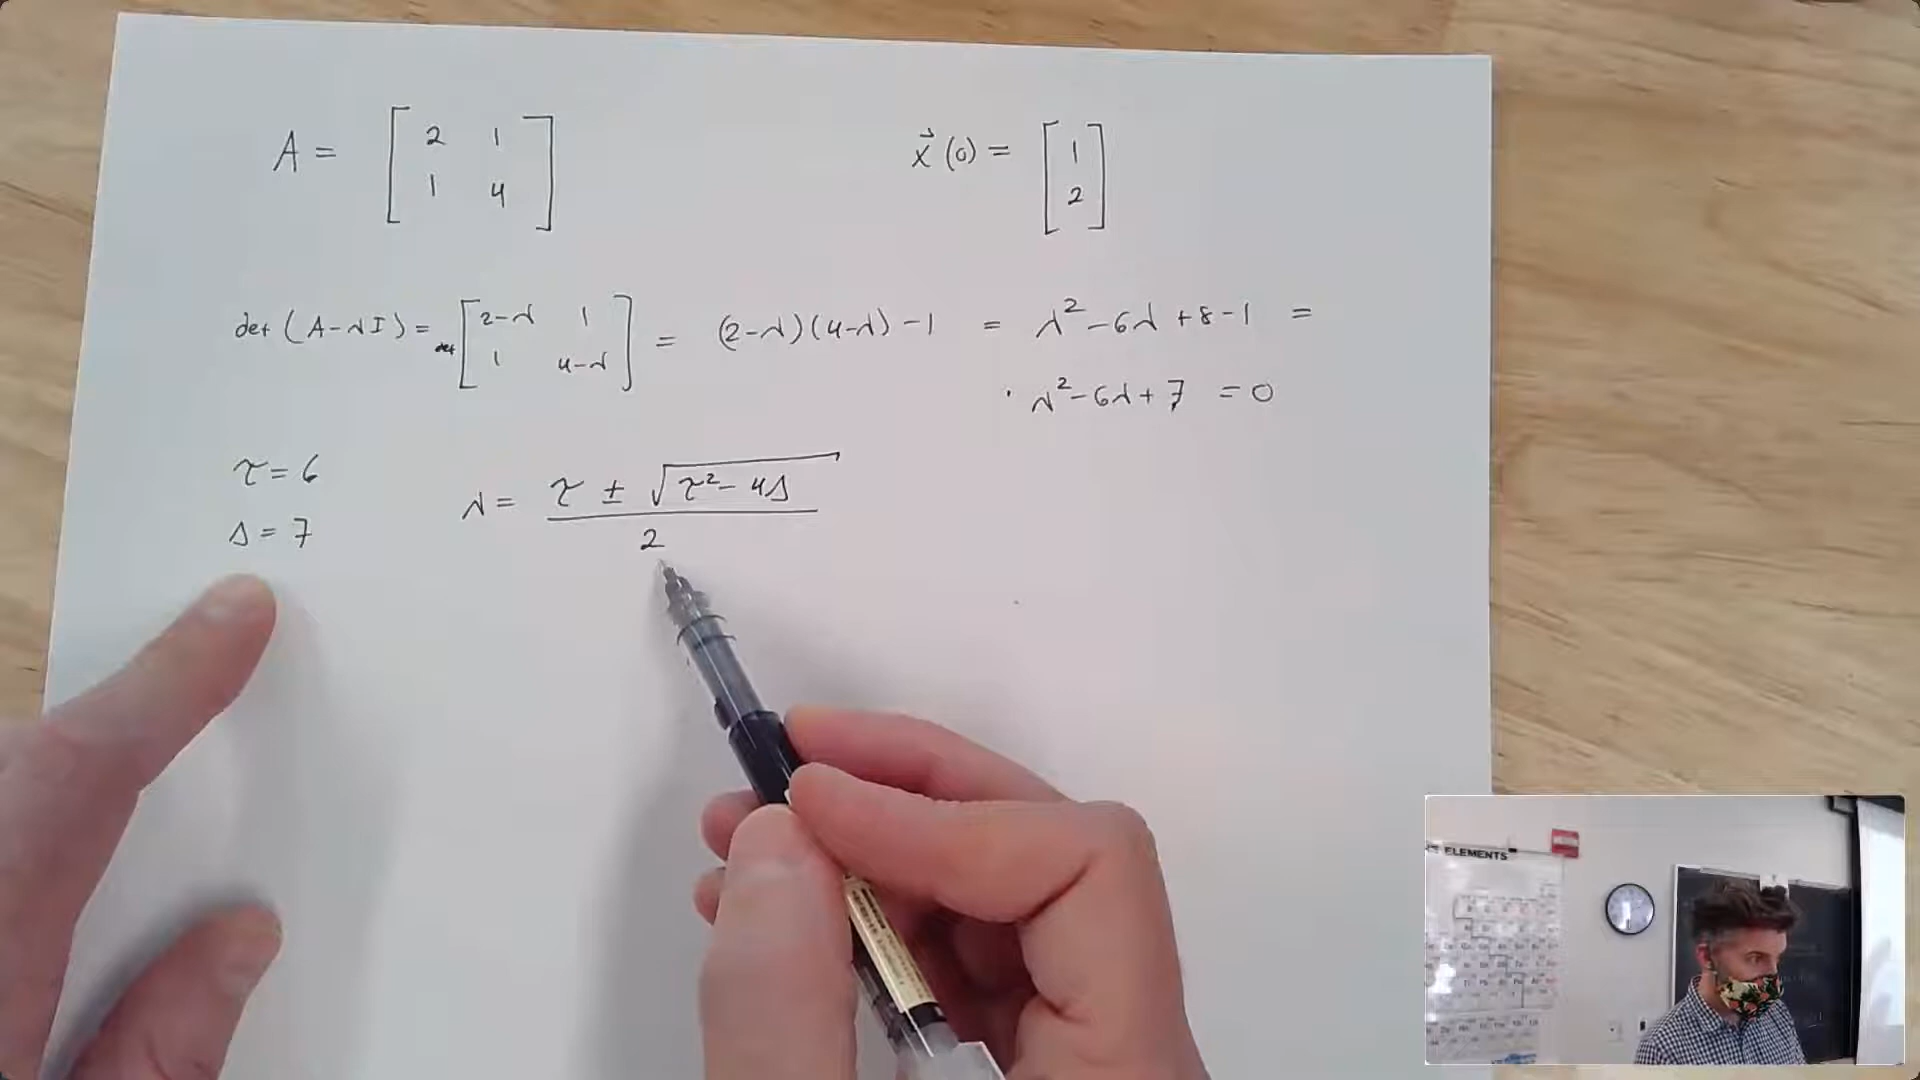 A = [ 2 1
1 4 ]
x⃗ (0) = [ 1
2 ]
det ( A - λI ) = det [ 2-λ 1
1 4-λ ] = (2-λ)(4-λ) -1 = λ² - 6λ + 8 - 1 =
λ² - 6λ + 7 = 0
τ = 6
Δ = 7
λ = τ ± √τ² - 4Δ
2
ELEMENTS